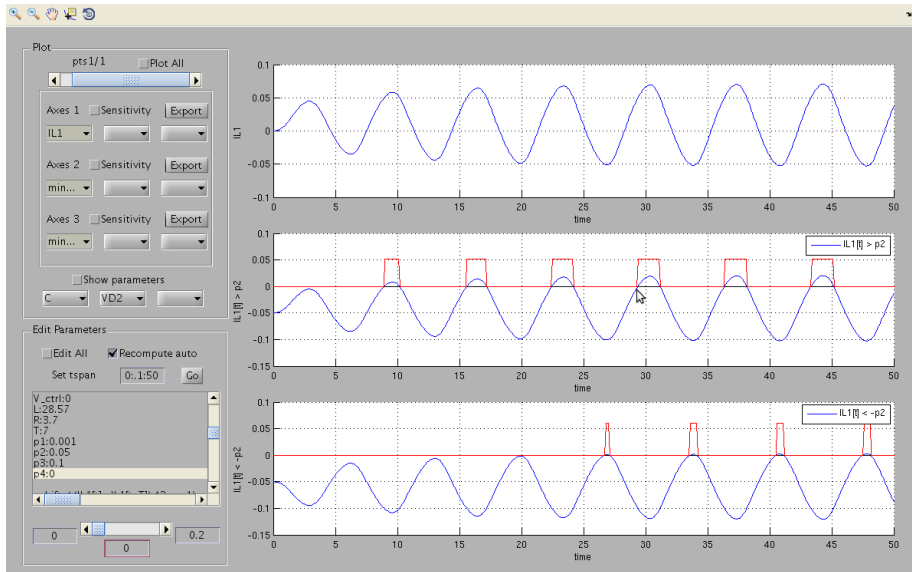 Plot
pts1/1
Plot All
Axes 1 Sensitivity Export
IL1
Axes 2 Sensitivity Export
min...
Axes 3 Sensitivity Export
min...
Show parameters
C VD2
Edit Parameters
Edit All Recompute auto
Set tspan 0:.1:50 Go
V_ctrl:0
L:28.57
R:3.7
T:7
p1:0.001
p2:0.05
p3:0.1
p4:0
0 0.2
0
0.1
0.05
0
-0.05
-0.1
IL1
0 5 10 15 20 25 30 35 40 45 50
time
0.1
0.05
0
-0.05
-0.1
-0.15
IL1[t] > p2
IL1[t] > p2
0 5 10 15 20 25 30 35 40 45 50
time
0.1
0.05
0
-0.05
-0.1
-0.15
IL1[t] < -p2
IL1[t] < -p2
0 5 10 15 20 25 30 35 40 45 50
time